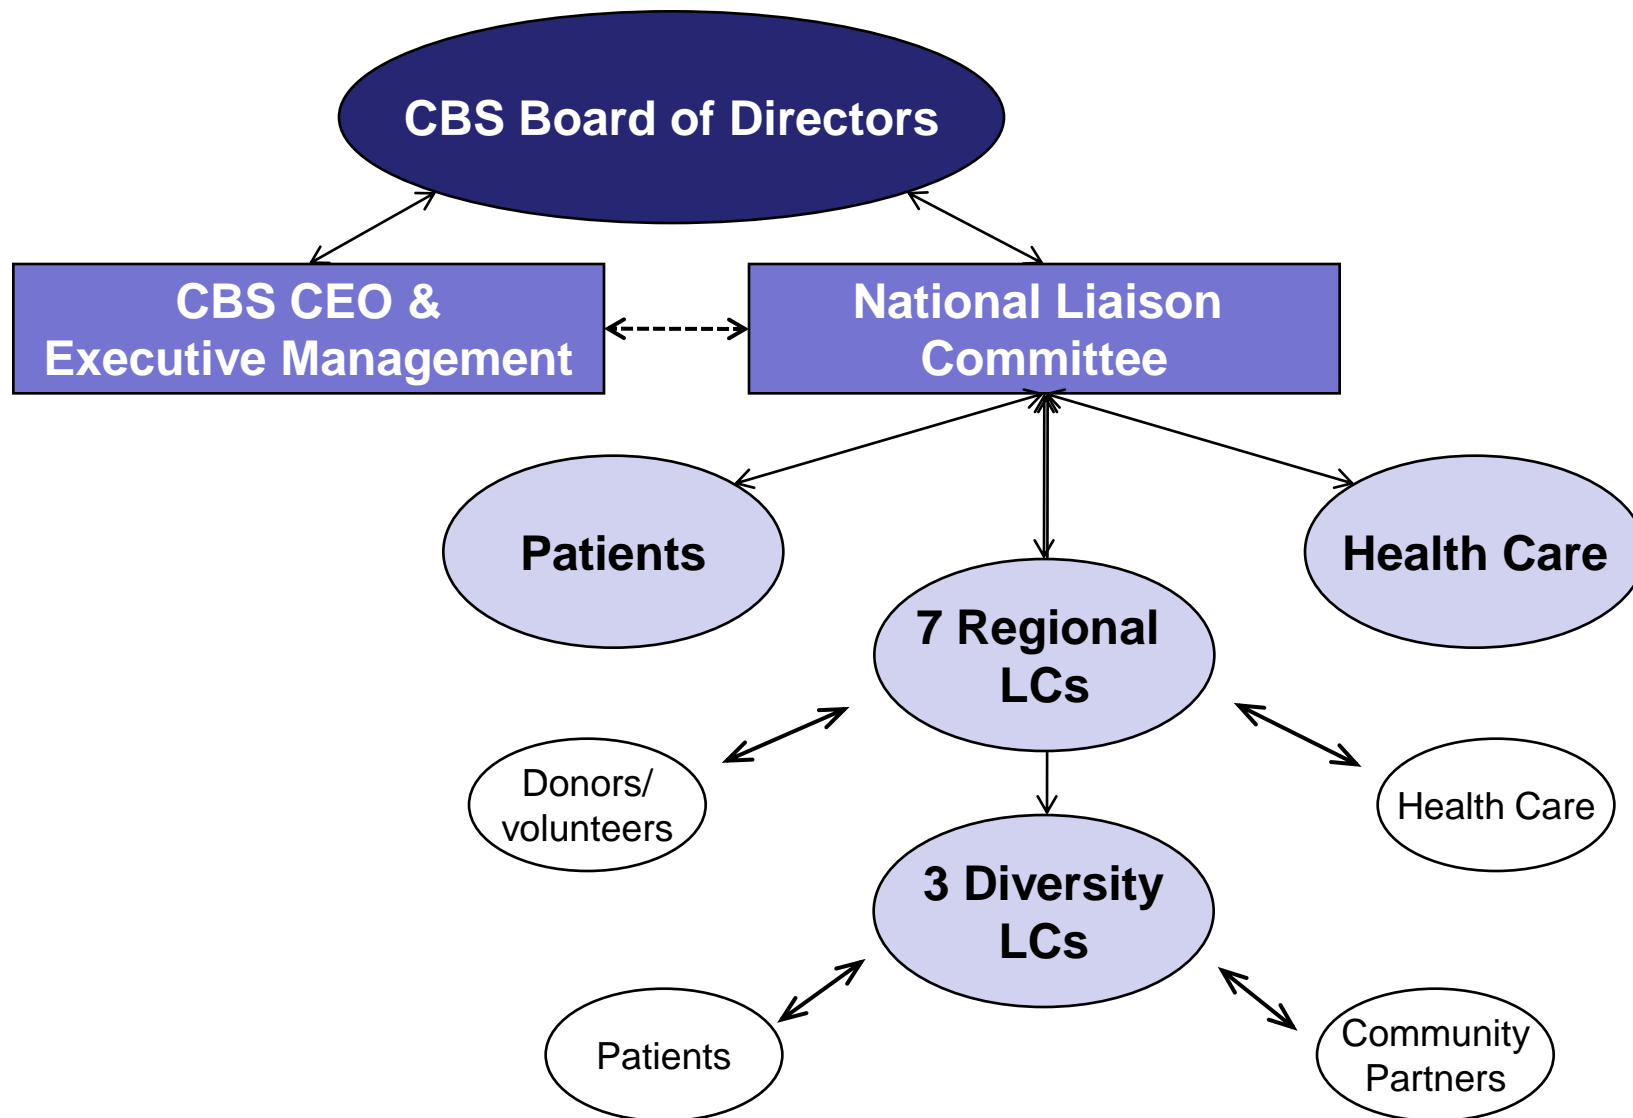 CBS Board of Directors
CBS CEO &
Executive Management
National Liaison
Committee
Patients
Health Care
7 Regional
LCs
Donors/
volunteers
Health Care
3 Diversity
LCs
Patients
Community
Partners